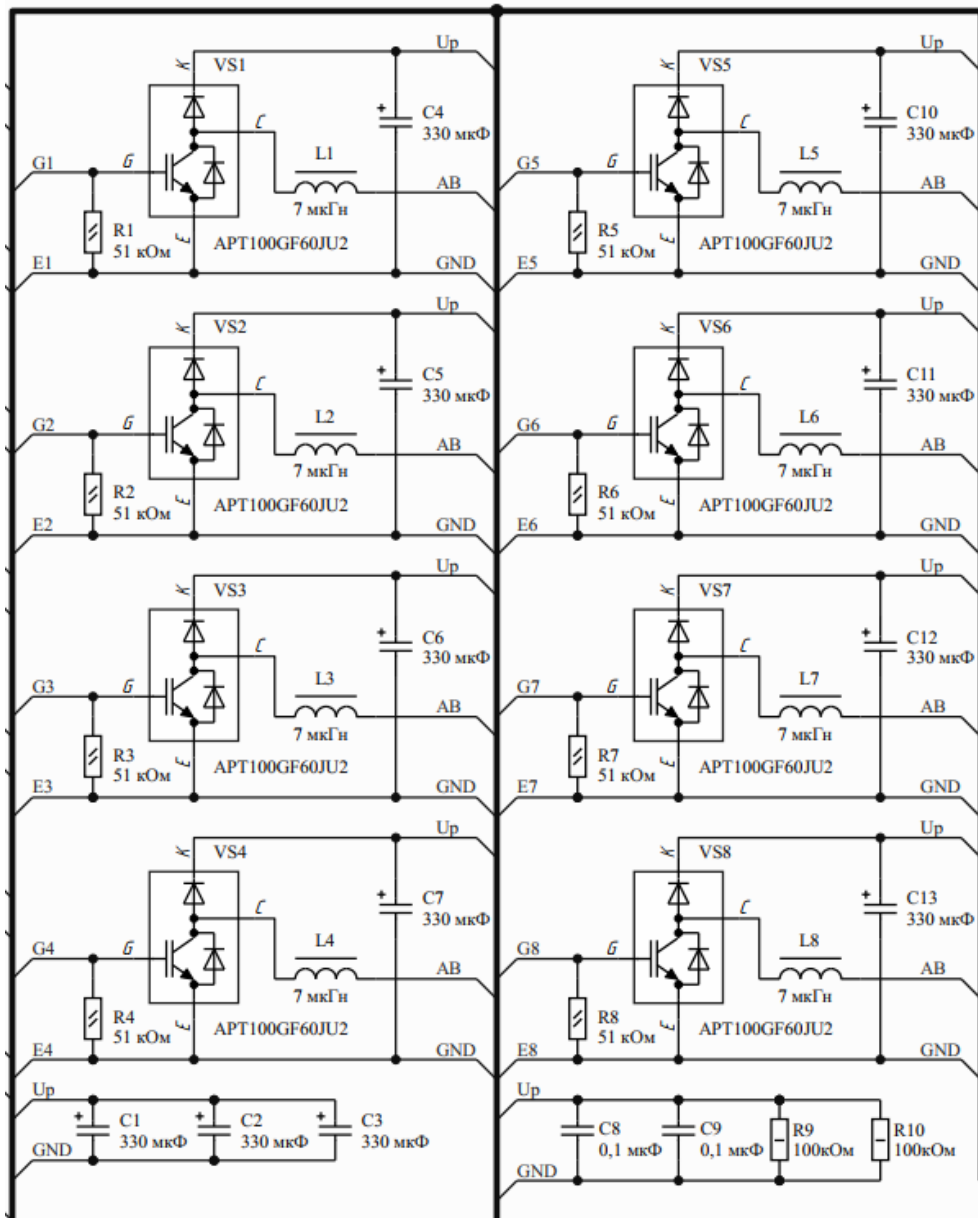 Up
K
VS1
C4
330 мкФ
C
L1
G1
G
7 мкГн
AB
R1
51 кОм
E
APT100GF60JU2
E1
GND
Up
K
VS2
C5
330 мкФ
C
L2
G2
G
7 мкГн
AB
R2
51 кОм
E
APT100GF60JU2
E2
GND
Up
K
VS3
C6
330 мкФ
C
L3
G3
G
7 мкГн
AB
R3
51 кОм
E
APT100GF60JU2
E3
GND
Up
K
VS4
C7
330 мкФ
C
L4
G4
G
7 мкГн
AB
R4
51 кОм
E
APT100GF60JU2
E4
GND
Up
C1
330 мкФ
C2
330 мкФ
C3
330 мкФ
GND
Up
K
VS5
C10
330 мкФ
C
L5
G5
G
7 мкГн
AB
R5
51 кОм
E
APT100GF60JU2
E5
GND
Up
K
VS6
C11
330 мкФ
C
L6
G6
G
7 мкГн
AB
R6
51 кОм
E
APT100GF60JU2
E6
GND
Up
K
VS7
C12
330 мкФ
C
L7
G7
G
7 мкГн
AB
R7
51 кОм
E
APT100GF60JU2
E7
GND
Up
K
VS8
C13
330 мкФ
C
L8
G8
G
7 мкГн
AB
R8
51 кОм
E
APT100GF60JU2
E8
GND
Up
C8
0,1 мкФ
C9
0,1 мкФ
R9
100кОм
R10
100кОм
GND